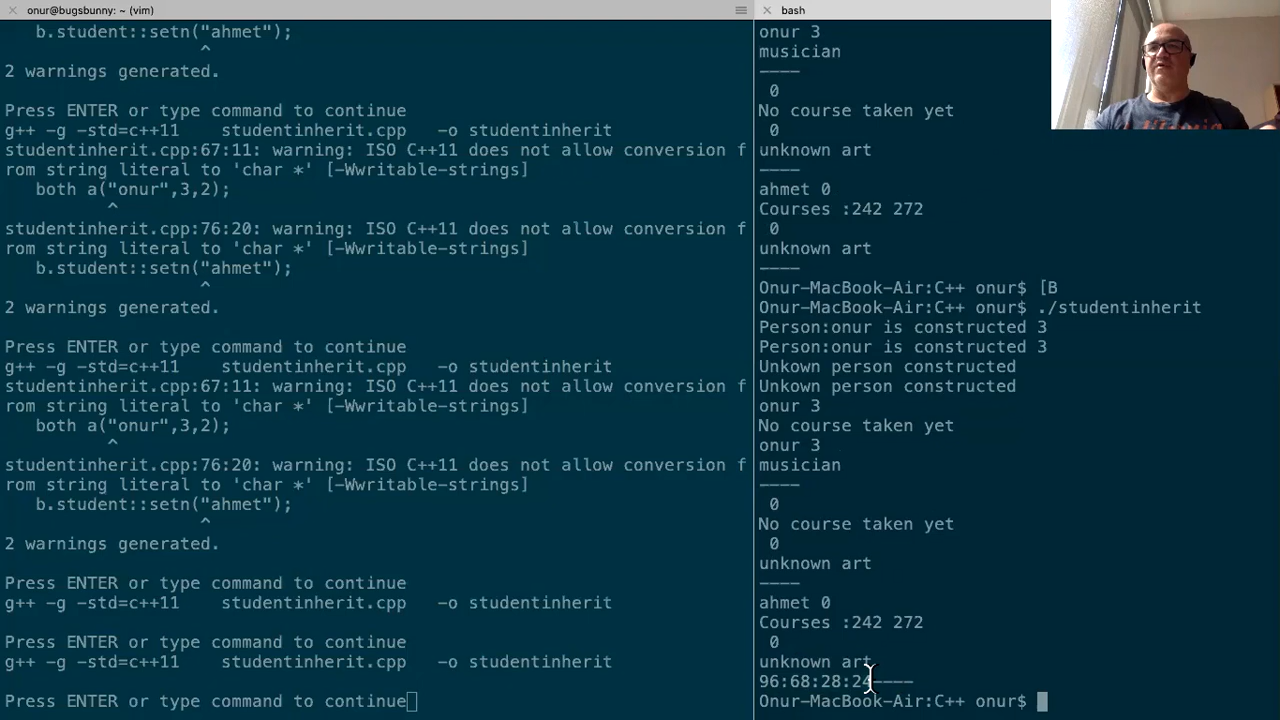 onur@bugsbunny: ~ (vim)
b.student::setn("ahmet");
^
2 warnings generated.
Press ENTER or type command to continue
g++ -g -std=c++11 studentinherit.cpp -o studentinherit
studentinherit.cpp:67:11: warning: ISO C++11 does not allow conversion f
rom string literal to 'char *' [-Wwritable-strings]
both a("onur",3,2);
^
studentinherit.cpp:76:20: warning: ISO C++11 does not allow conversion f
rom string literal to 'char *' [-Wwritable-strings]
b.student::setn("ahmet");
^
2 warnings generated.
Press ENTER or type command to continue
g++ -g -std=c++11 studentinherit.cpp -o studentinherit
studentinherit.cpp:67:11: warning: ISO C++11 does not allow conversion f
rom string literal to 'char *' [-Wwritable-strings]
both a("onur",3,2);
^
studentinherit.cpp:76:20: warning: ISO C++11 does not allow conversion f
rom string literal to 'char *' [-Wwritable-strings]
b.student::setn("ahmet");
^
2 warnings generated.
Press ENTER or type command to continue
g++ -g -std=c++11 studentinherit.cpp -o studentinherit
Press ENTER or type command to continue
g++ -g -std=c++11 studentinherit.cpp -o studentinherit
Press ENTER or type command to continue
bash
onur 3
musician
----
0
No course taken yet
0
unknown art
----
ahmet 0
Courses :242 272
0
unknown art
----
Onur-MacBook-Air:C++ onur$ [B
Onur-MacBook-Air:C++ onur$ ./studentinherit
Person:onur is constructed 3
Person:onur is constructed 3
Unkown person constructed
Unkown person constructed
onur 3
No course taken yet
onur 3
musician
----
0
No course taken yet
0
unknown art
----
ahmet 0
Courses :242 272
0
unknown art
96:68:28:24----
Onur-MacBook-Air:C++ onur$